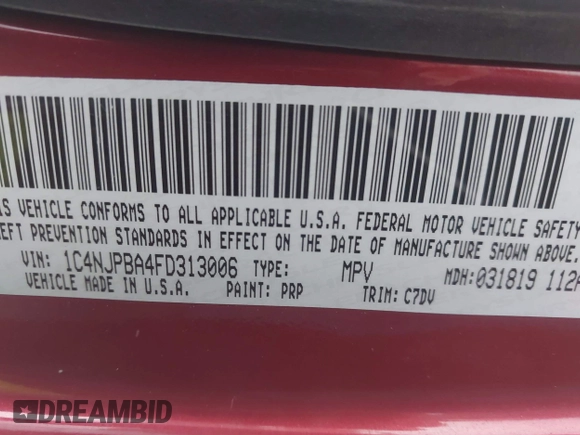 IS VEHICLE CONFORMS TO ALL APPLICABLE U.S.A. FEDERAL MOTOR VEHICLE SAFETY
EFT PREVENTION STANDARDS IN EFFECT ON THE DATE OF MANUFACTURE SHOWN ABOVE.
VIN: 1C4NJPBA4FD313006 TYPE: MPV MDH:031819 112
VEHICLE MADE IN U.S.A. PAINT: PRP TRIM: C7DV
DREAMBID